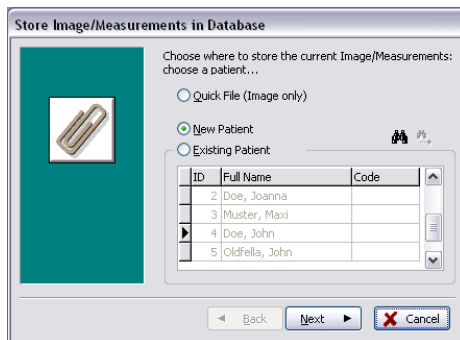 Store Image/Measurements in Database
Choose where to store the current Image/Measurements:
choose a patient...
Quick File (Image only)
New Patient
Existing Patient
ID Full Name Code
2 Doe, Joanna
3 Muster, Maxi
4 Doe, John
5 Oldfella, John
Back Next Cancel